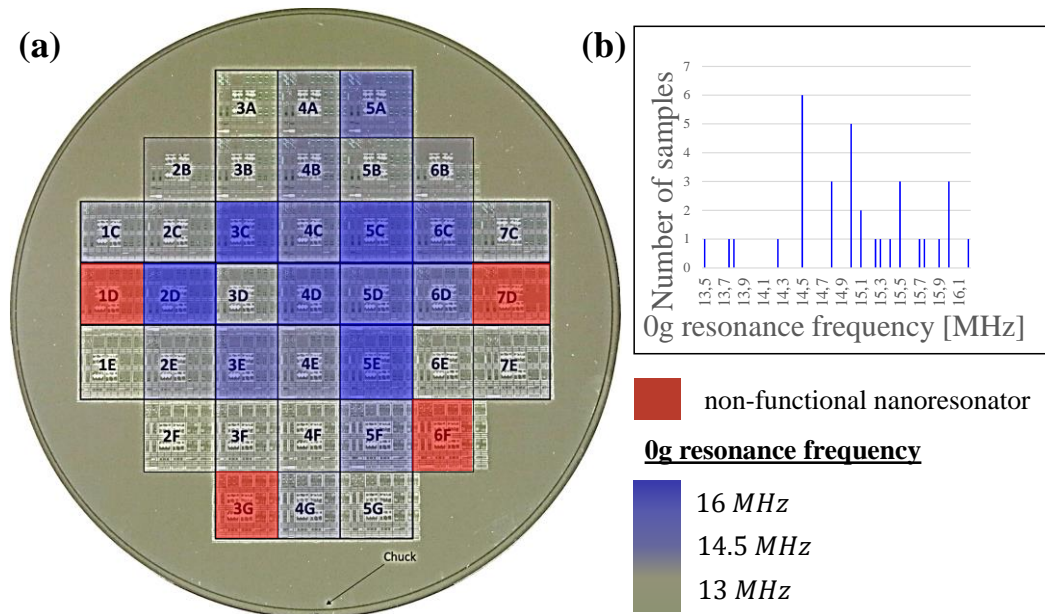 (a)
3A 4A 5A
2B 3B 4B 5B 6B
1C 2C 3C 4C 5C 6C 7C
1D 2D 3D 4D 5D 6D 7D
1E 2E 3E 4E 5E 6E 7E
2F 3F 4F 5F 6F
3G 4G 5G
Chuck
(b)
Number of samples
7
6
5
4
3
2
1
0
13,5 13,7 13,9 14,1 14,3 14,5 14,7 14,9 15,1 15,3 15,5 15,7 15,9 16,1
0g resonance frequency [MHz]
non-functional nanoresonator
0g resonance frequency
16 MHz
14.5 MHz
13 MHz